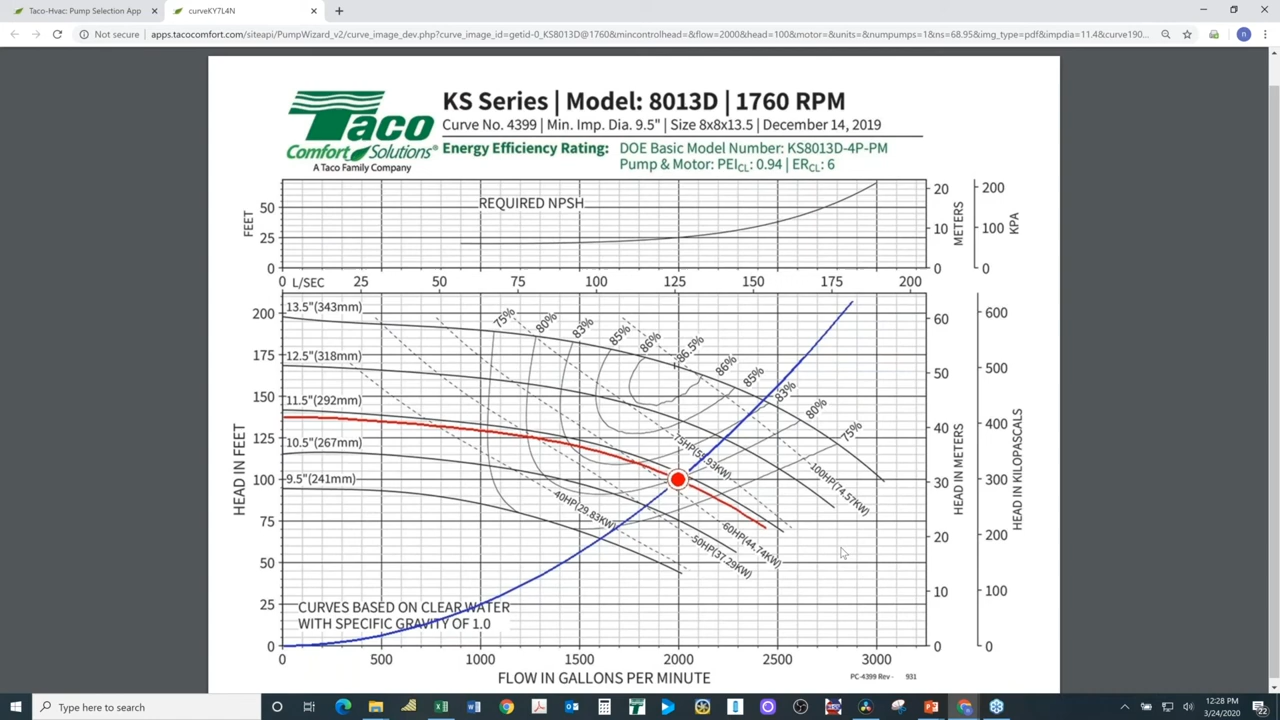 Taco-Hvac: Pump Selection App
curveKY7L4N
Not secure | apps.tacocomfort.com/siteapi/PumpWizard_v2/curve_image_dev.php?curve_image_id=getid-0_KS8013D@1760&mincontrolhead=&flow=2000&head=100&motor=&units=&numpumps=1&ns=68.95&img_type=pdf&impdia=11.4&curve190...
n
Taco
Comfort Solutions®
A Taco Family Company
KS Series | Model: 8013D | 1760 RPM
Curve No. 4399 | Min. Imp. Dia. 9.5" | Size 8x8x13.5 | December 14, 2019
Energy Efficiency Rating: DOE Basic Model Number: KS8013D-4P-PM
Pump & Motor: PEICL: 0.94 | ERCL: 6
REQUIRED NPSH
FEET
50
25
0
20
10
0
METERS
200
100
0
KPA
0 L/SEC 25 50 75 100 125 150 175 200
HEAD IN FEET
200
175
150
125
100
75
50
25
0
13.5"(343mm)
12.5"(318mm)
11.5"(292mm)
10.5"(267mm)
9.5"(241mm)
75%
80%
83%
85%
86%
86.5%
86%
85%
83%
80%
75%
40HP(29.83KW)
50HP(37.29KW)
60HP(44.74KW)
75HP(55.93KW)
100HP(74.57KW)
60
50
40
30
20
10
0
HEAD IN METERS
600
500
400
300
200
100
0
HEAD IN KILOPASCALS
CURVES BASED ON CLEAR WATER
WITH SPECIFIC GRAVITY OF 1.0
0 500 1000 1500 2000 2500 3000
FLOW IN GALLONS PER MINUTE
PC-4399 Rev - 931
Type here to search
12:28 PM
3/24/2020
22